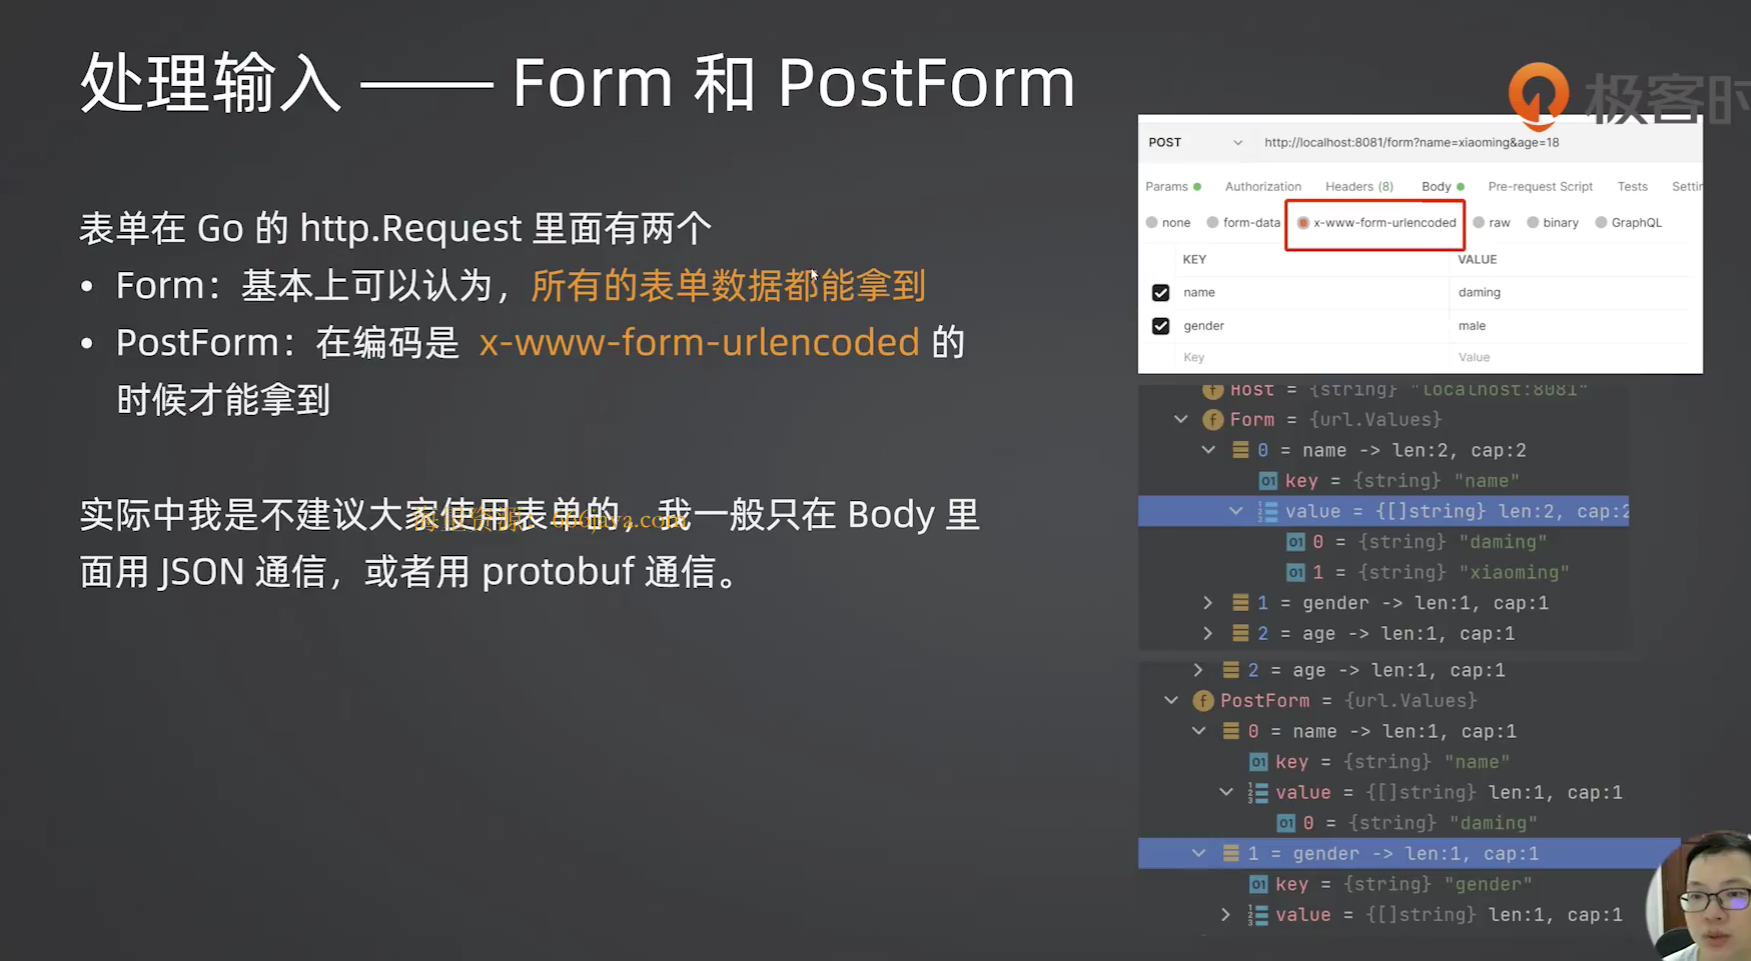 处理输入 —— Form 和 PostForm
极客时
表单在 Go 的 http.Request 里面有两个
• Form：基本上可以认为，所有的表单数据都能拿到
• PostForm：在编码是 x-www-form-urlencoded 的
时候才能拿到
实际中我是不建议大家使用表单的，我一般只在 Body 里
面用 JSON 通信，或者用 protobuf 通信。
666java.com
POST http://localhost:8081/form?name=xiaoming&age=18
Params Authorization Headers (8) Body Pre-request Script Tests Settin
none form-data x-www-form-urlencoded raw binary GraphQL
KEY VALUE
name daming
gender male
Key Value
f Host = {string} "localhost:8081"
f Form = {url.Values}
0 = name -> len:2, cap:2
01 key = {string} "name"
value = {[]string} len:2, cap:2
01 0 = {string} "daming"
01 1 = {string} "xiaoming"
1 = gender -> len:1, cap:1
2 = age -> len:1, cap:1
2 = age -> len:1, cap:1
f PostForm = {url.Values}
0 = name -> len:1, cap:1
01 key = {string} "name"
value = {[]string} len:1, cap:1
01 0 = {string} "daming"
1 = gender -> len:1, cap:1
01 key = {string} "gender"
value = {[]string} len:1, cap:1